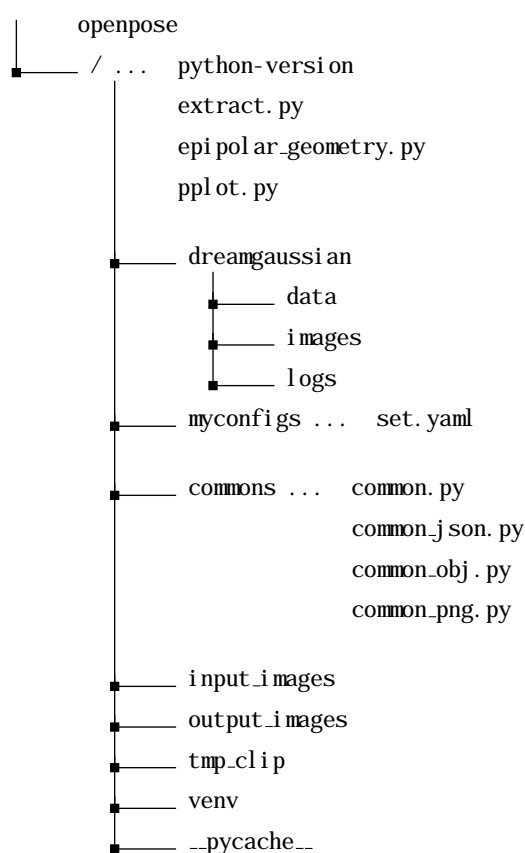 openpose
/ ... python-version
extract.py
epipolar_geometry.py
pplot.py
dreamgaussian
data
images
logs
myconfigs ... set.yaml
commons ... common.py
common_json.py
common_obj.py
common_png.py
input_images
output_images
tmp_clip
venv
__pycache__